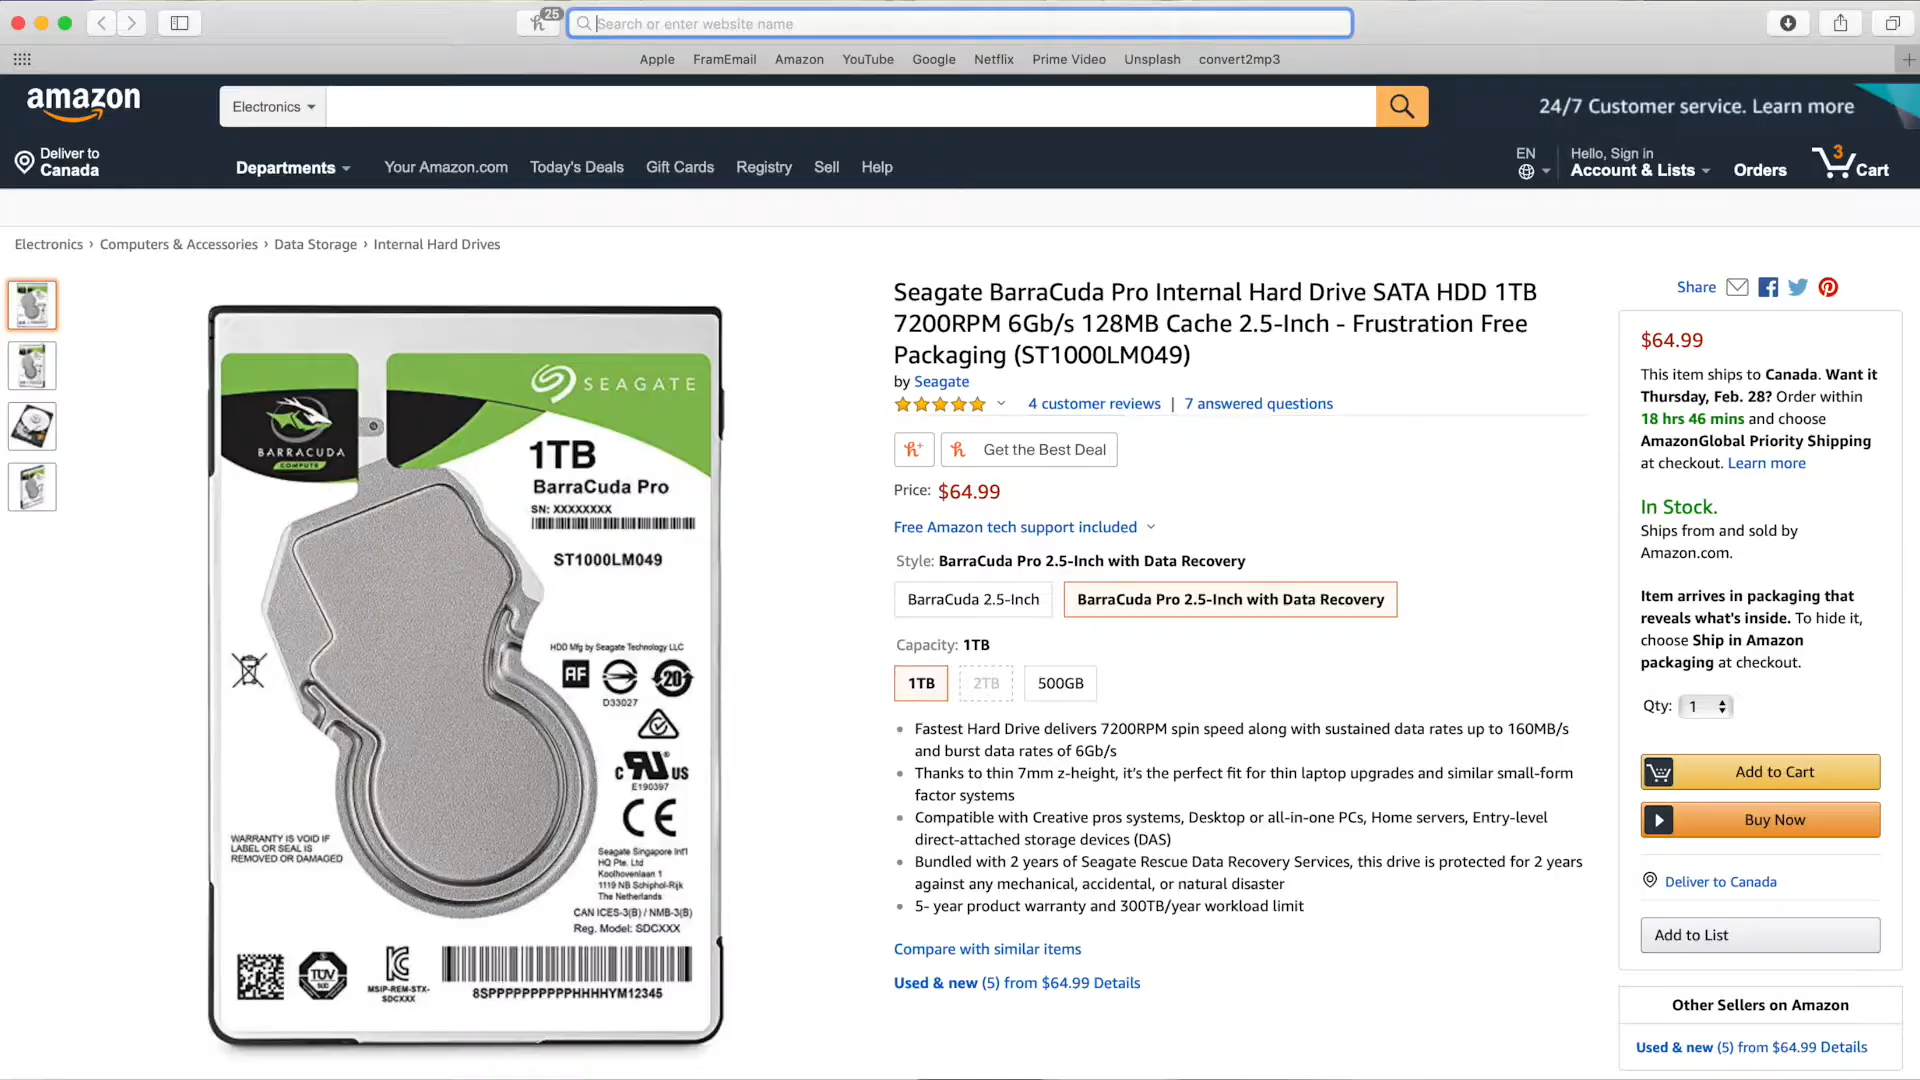 25
Search or enter website name
Apple FramEmail Amazon YouTube Google Netflix Prime Video Unsplash convert2mp3
amazon
Electronics
24/7 Customer service. Learn more
Deliver to
Canada
Departments Your Amazon.com Today's Deals Gift Cards Registry Sell Help
EN
Hello, Sign in
Account & Lists
Orders
3
Cart
Electronics › Computers & Accessories › Data Storage › Internal Hard Drives
SEAGATE
BARRACUDA
COMPUTE
1TB
BarraCuda Pro
SN: XXXXXXXX
ST1000LM049
HDD Mfg by Seagate Technology LLC
AF
20
D33027
c RU US
E190397
CE
WARRANTY IS VOID IF
LABEL OR SEAL IS
REMOVED OR DAMAGED
Seagate Singapore Int'l
HQ Pte. Ltd
Koolhovenlaan 1
1119 NB Schiphol-Rijk
The Netherlands
CAN ICES-3(B) / NMB-3(B)
Reg. Model: SDCXXX
TÜV
SÜD
MSIP-REM-STX-
SDCXXX
8SPPPPPPPPPPHHHHYM12345
Seagate BarraCuda Pro Internal Hard Drive SATA HDD 1TB
7200RPM 6Gb/s 128MB Cache 2.5-Inch - Frustration Free
Packaging (ST1000LM049)
by Seagate
4 customer reviews | 7 answered questions
Get the Best Deal
Price: $64.99
Free Amazon tech support included
Style: BarraCuda Pro 2.5-Inch with Data Recovery
BarraCuda 2.5-Inch
BarraCuda Pro 2.5-Inch with Data Recovery
Capacity: 1TB
1TB
2TB
500GB
Fastest Hard Drive delivers 7200RPM spin speed along with sustained data rates up to 160MB/s
and burst data rates of 6Gb/s
Thanks to thin 7mm z-height, it's the perfect fit for thin laptop upgrades and similar small-form
factor systems
Compatible with Creative pros systems, Desktop or all-in-one PCs, Home servers, Entry-level
direct-attached storage devices (DAS)
Bundled with 2 years of Seagate Rescue Data Recovery Services, this drive is protected for 2 years
against any mechanical, accidental, or natural disaster
5- year product warranty and 300TB/year workload limit
Compare with similar items
Used & new (5) from $64.99 Details
Share
$64.99
This item ships to Canada. Want it
Thursday, Feb. 28? Order within
18 hrs 46 mins and choose
AmazonGlobal Priority Shipping
at checkout. Learn more
In Stock.
Ships from and sold by
Amazon.com.
Item arrives in packaging that
reveals what's inside. To hide it,
choose Ship in Amazon
packaging at checkout.
Qty: 1
Add to Cart
Buy Now
Deliver to Canada
Add to List
Other Sellers on Amazon
Used & new (5) from $64.99 Details